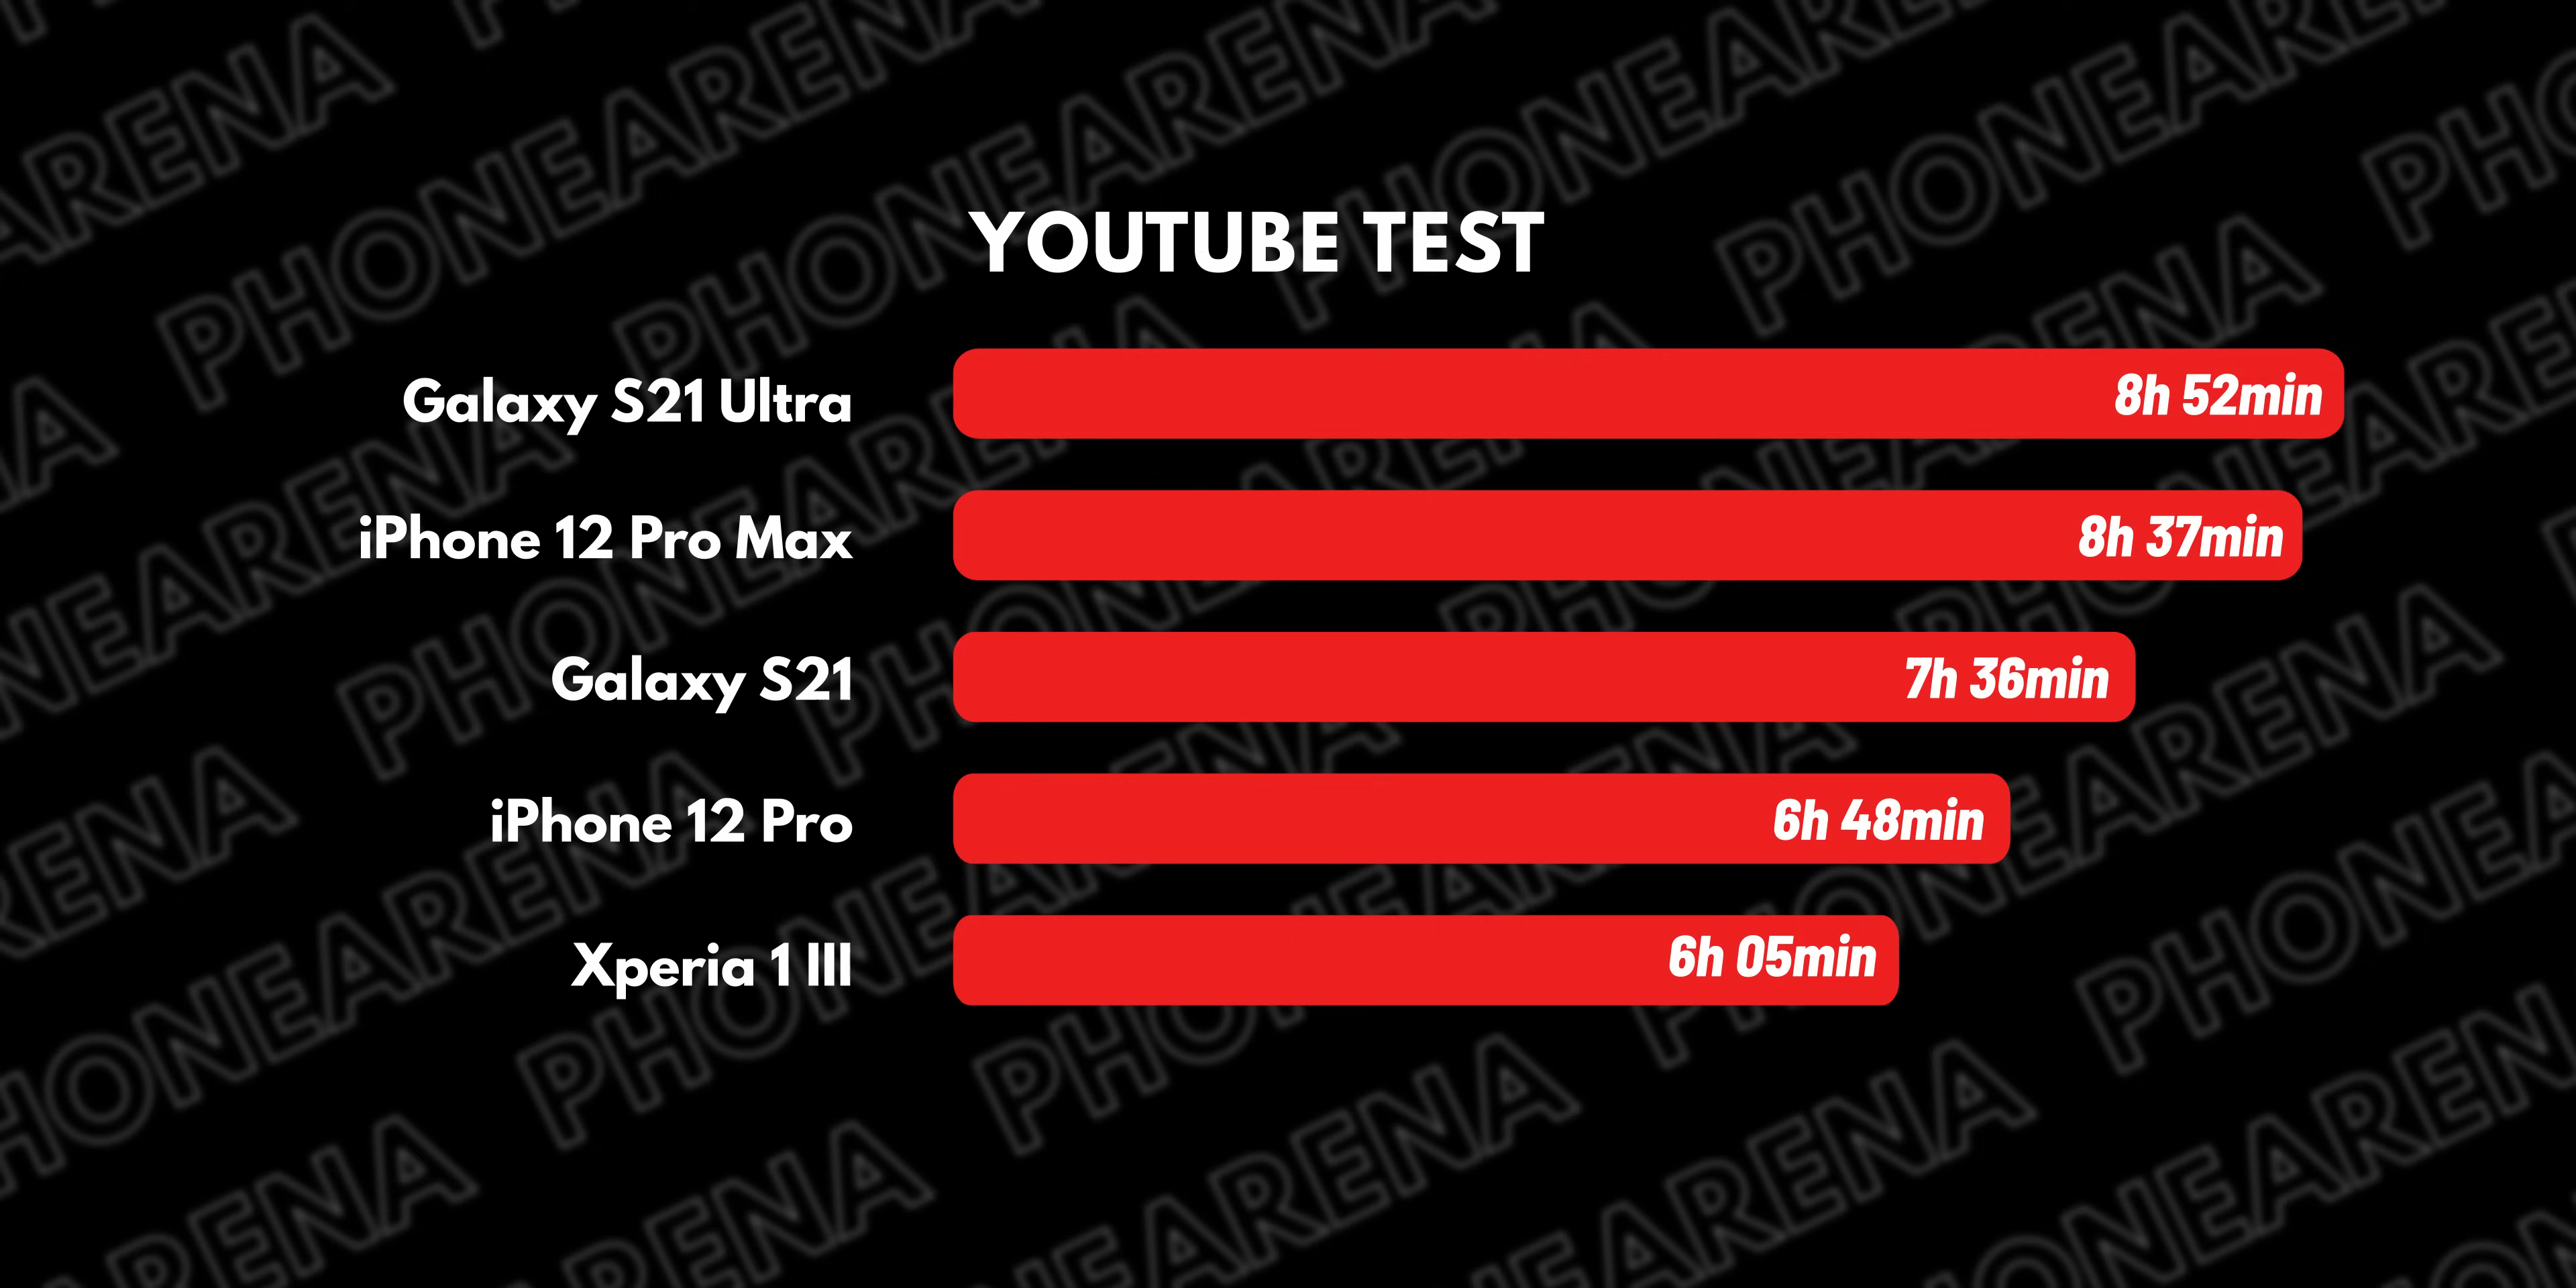 YOUTUBE TEST
Galaxy S21 Ultra 8h 52min
iPhone 12 Pro Max 8h 37min
Galaxy S21 7h 36min
iPhone 12 Pro 6h 48min
Xperia 1 III 6h 05min
PHONEARENA